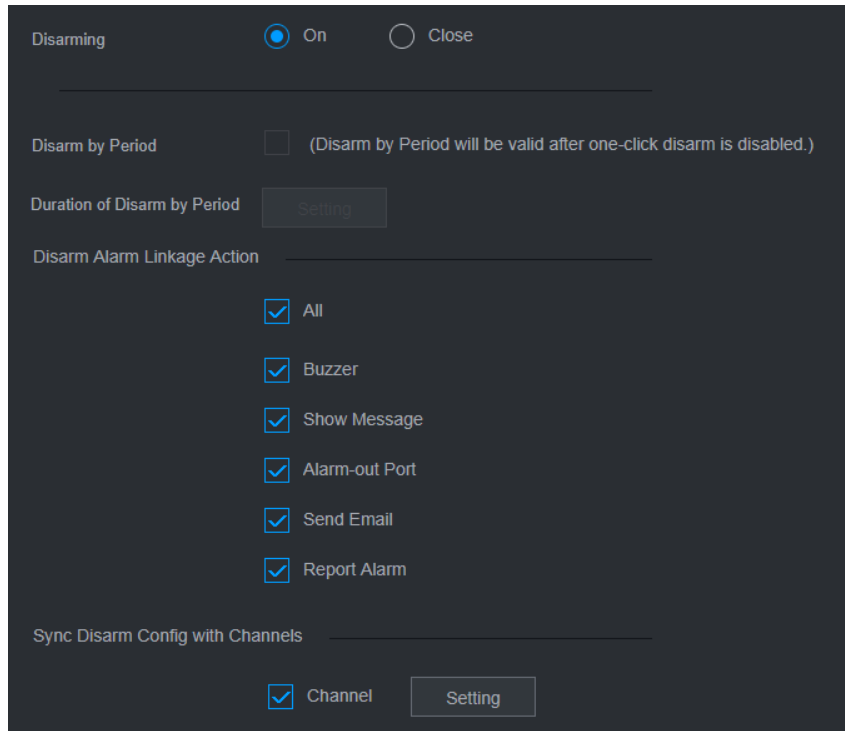 Disarming On Close
Disarm by Period (Disarm by Period will be valid after one-click disarm is disabled.)
Duration of Disarm by Period Setting
Disarm Alarm Linkage Action
All
Buzzer
Show Message
Alarm-out Port
Send Email
Report Alarm
Sync Disarm Config with Channels
Channel Setting